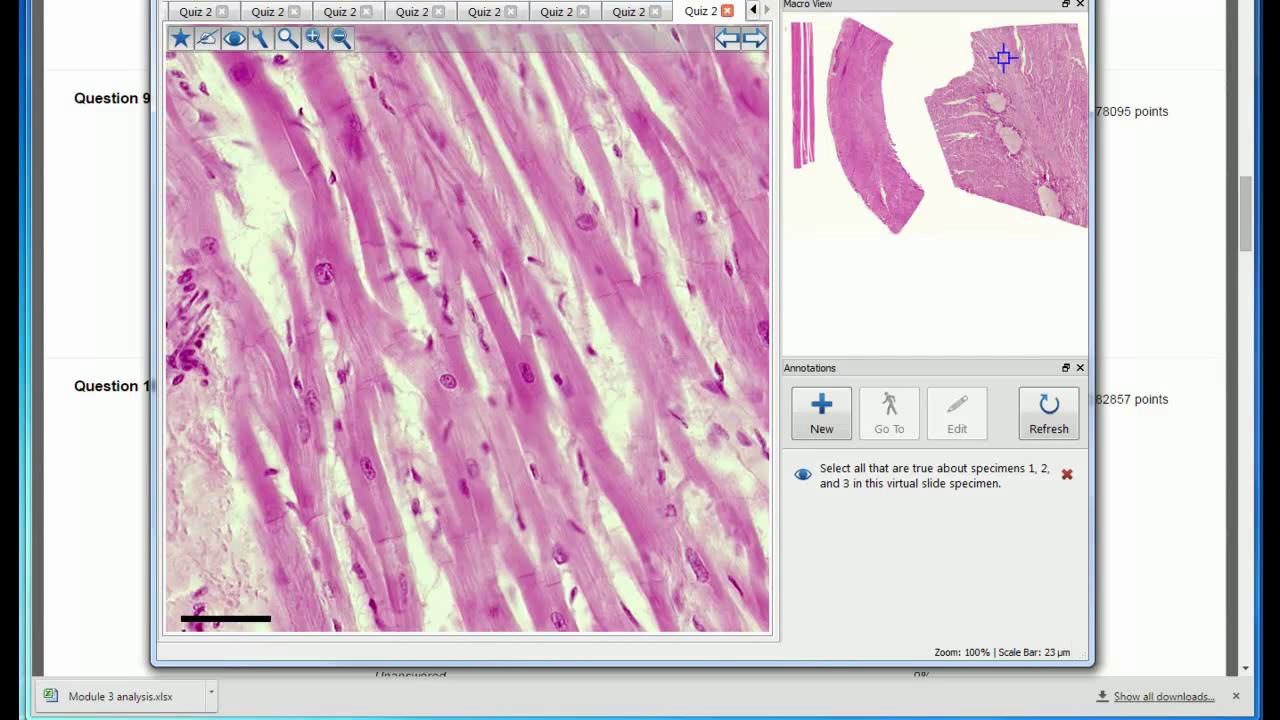 Quiz 2 Quiz 2 Quiz 2 Quiz 2 Quiz 2 Quiz 2 Quiz 2 Quiz 2
Macro View
Question 9
78095 points
Question 1
82857 points
Annotations
New Go To Edit Refresh
Select all that are true about specimens 1, 2,
and 3 in this virtual slide specimen.
Zoom: 100% | Scale Bar: 23 µm
Unanswered 0%
Module 3 analysis.xlsx
Show all downloads...